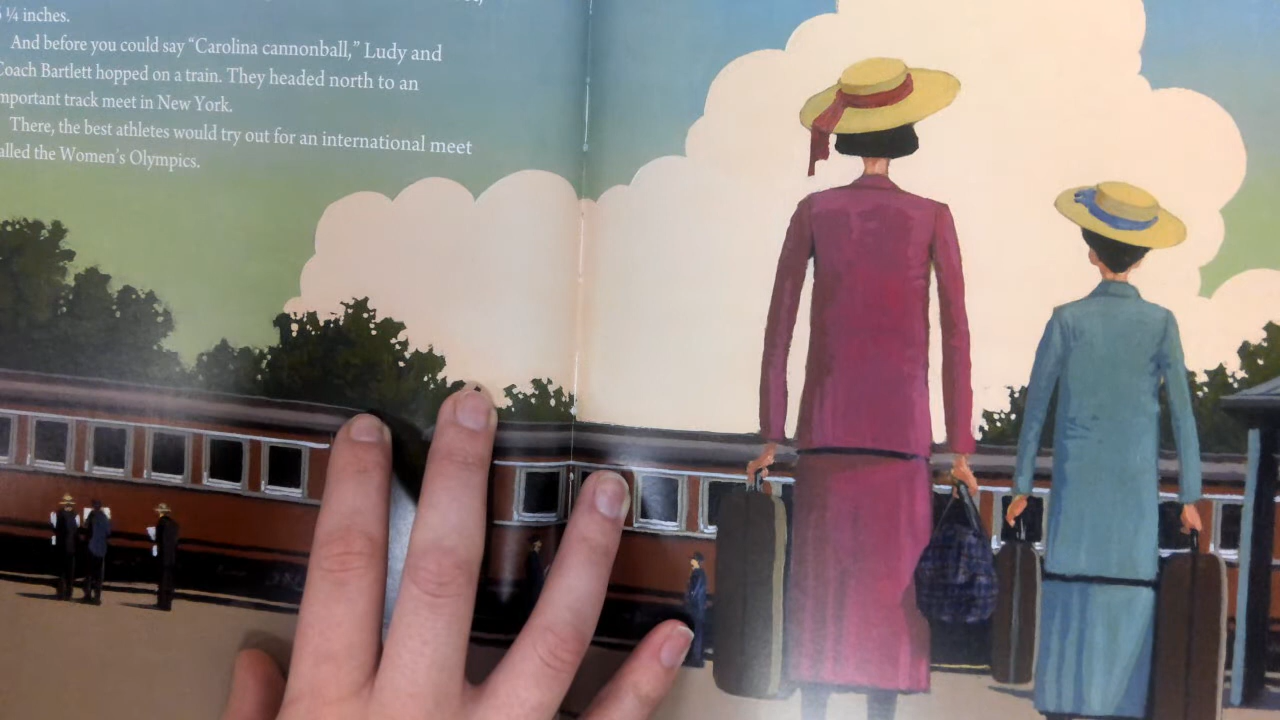 ¼ inches.
And before you could say “Carolina cannonball,” Ludy and
Coach Bartlett hopped on a train. They headed north to an
mportant track meet in New York.
There, the best athletes would try out for an international meet
alled the Women’s Olympics.